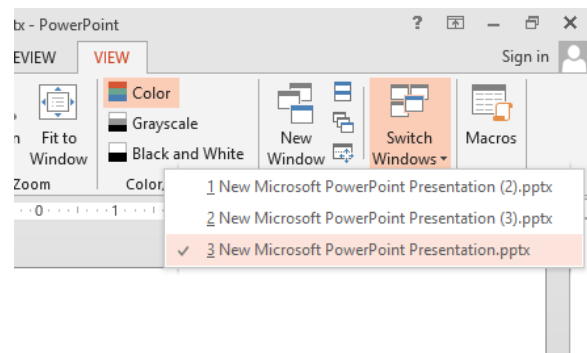 tx - PowerPoint ?
EVIEW VIEW Sign in
Color
Grayscale
Black and White
n Fit to
Window
Zoom
Color,
New
Window
Switch
Windows
Macros
0 1
1 New Microsoft PowerPoint Presentation (2).pptx
2 New Microsoft PowerPoint Presentation (3).pptx
3 New Microsoft PowerPoint Presentation.pptx